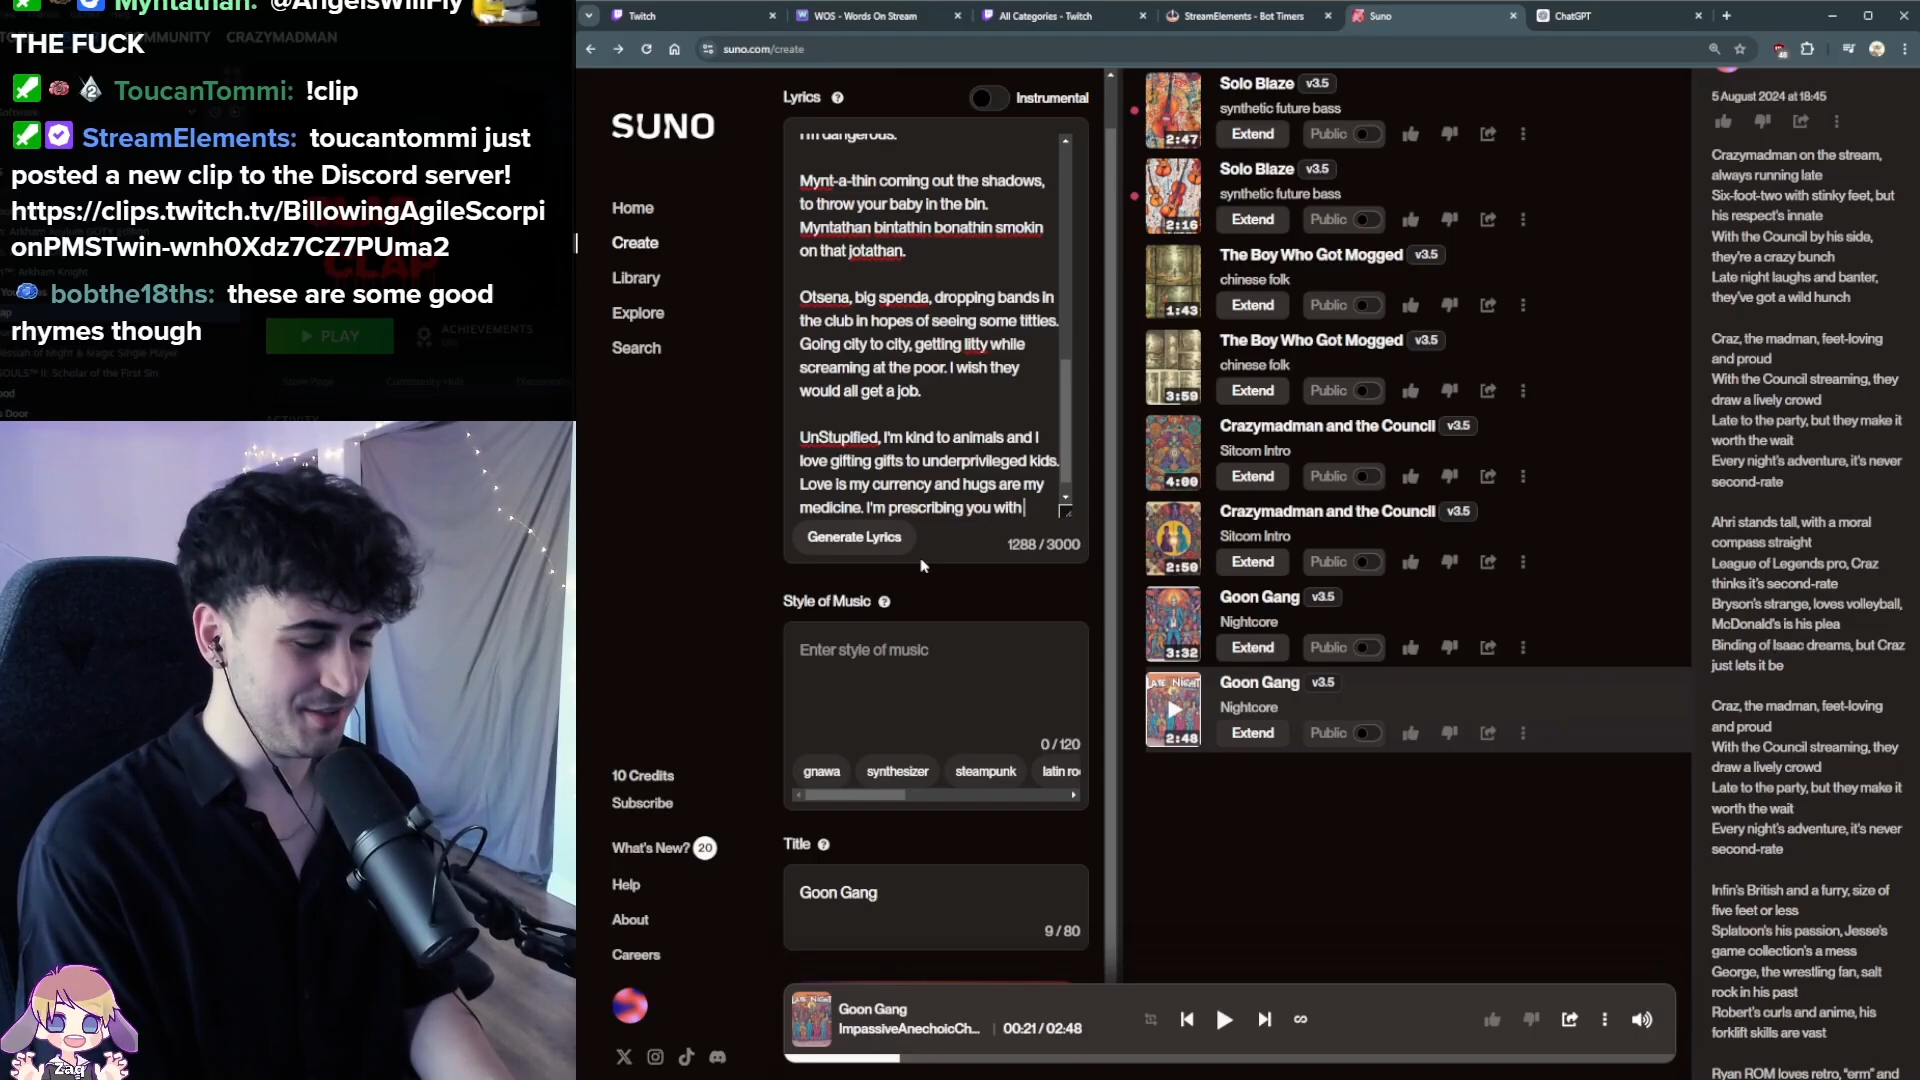 Myntathan: @AngelsWillFly
THE FUCK
COMMUNITY CRAZYMADMAN
ToucanTommi: !clip
StreamElements: toucantommi just
posted a new clip to the Discord server!
https://clips.twitch.tv/BillowingAgileScorpi
onPMSTwin-wnh0Xdz7CZ7PUma2
bobthe18ths: these are some good
rhymes though
PLAY
ACHIEVEMENTS
Zaq
Twitch
WOS - Words On Stream
All Categories - Twitch
StreamElements - Bot Timers
Suno
ChatGPT
suno.com/create
SUNO
Home
Create
Library
Explore
Search
10 Credits
Subscribe
What's New? 20
Help
About
Careers
Lyrics
Instrumental
I'm dangerous.
Mynt-a-thin coming out the shadows,
to throw your baby in the bin.
Myntathan bintathin bonathin smokin
on that jotathan.
Otsena, big spenda, dropping bands in
the club in hopes of seeing some titties.
Going city to city, getting litty while
screaming at the poor. I wish they
would all get a job.
UnStupified, I'm kind to animals and I
love gifting gifts to underprivileged kids.
Love is my currency and hugs are my
medicine. I'm prescribing you with
Generate Lyrics
1288 / 3000
Style of Music
Enter style of music
0 / 120
gnawa synthesizer steampunk latin ro
Title
Goon Gang
9 / 80
Solo Blaze v3.5
synthetic future bass
2:47
Extend Public
Solo Blaze v3.5
synthetic future bass
2:16
Extend Public
The Boy Who Got Mogged v3.5
chinese folk
1:43
Extend Public
The Boy Who Got Mogged v3.5
chinese folk
3:59
Extend Public
Crazymadman and the Council v3.5
Sitcom Intro
4:00
Extend Public
Crazymadman and the Council v3.5
Sitcom Intro
2:59
Extend Public
Goon Gang v3.5
Nightcore
3:32
Extend Public
Goon Gang v3.5
Nightcore
LATE NIGHT
2:48
Extend Public
Goon Gang
ImpassiveAnechoicCh... 00:21 / 02:48
5 August 2024 at 18:45
Crazymadman on the stream,
always running late
Six-foot-two with stinky feet, but
his respect's innate
With the Council by his side,
they're a crazy bunch
Late night laughs and banter,
they've got a wild hunch
Craz, the madman, feet-loving
and proud
With the Council streaming, they
draw a lively crowd
Late to the party, but they make it
worth the wait
Every night's adventure, it's never
second-rate
Ahri stands tall, with a moral
compass straight
League of Legends pro, Craz
thinks it's second-rate
Bryson's strange, loves volleyball,
McDonald's is his plea
Binding of Isaac dreams, but Craz
just lets it be
Craz, the madman, feet-loving
and proud
With the Council streaming, they
draw a lively crowd
Late to the party, but they make it
worth the wait
Every night's adventure, it's never
second-rate
Infin's British and a furry, size of
five feet or less
Splatoon's his passion, Jesse's
game collection's a mess
George, the wrestling fan, salt
rock in his past
Robert's curls and anime, his
forklift skills are vast
Ryan ROM loves retro, "erm" and